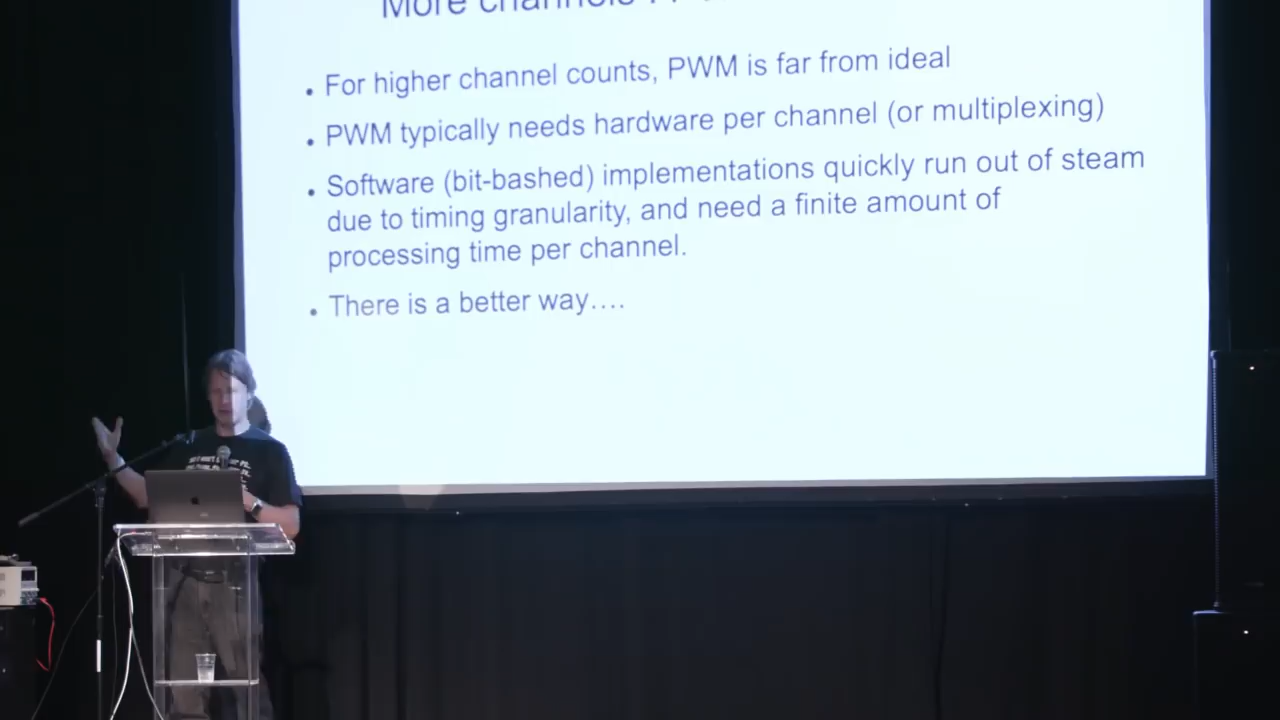 More channels
• For higher channel counts, PWM is far from ideal
• PWM typically needs hardware per channel (or multiplexing)
• Software (bit-bashed) implementations quickly run out of steam
due to timing granularity, and need a finite amount of
processing time per channel.
• There is a better way….